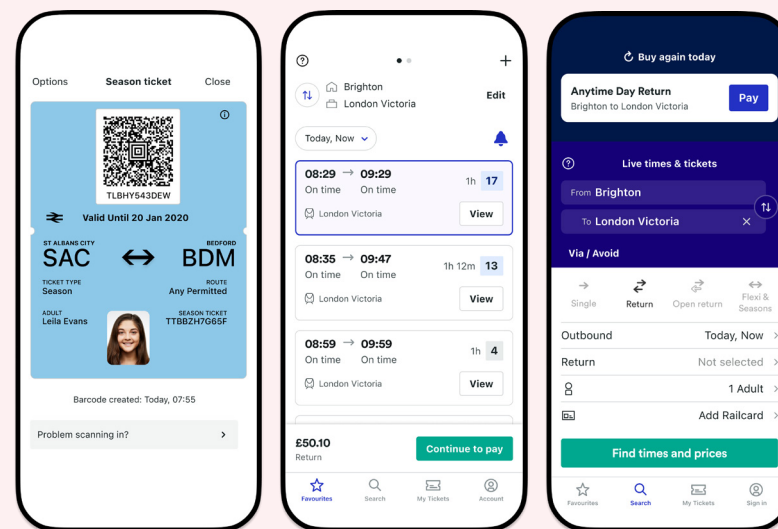 Options Season ticket Close
TLBHY543DEW
Valid Until 20 Jan 2020
ST ALBANS CITY BEDFORD
SAC BDM
TICKET TYPE ROUTE
Season Any Permitted
ADULT SEASON TICKET
Leila Evans TTBBZH7G65F
Barcode created: Today, 07:55
Problem scanning in?
Brighton
London Victoria
Edit
Today, Now
08:29 → 09:29
On time On time
1h 17
London Victoria
View
08:35 → 09:47
On time On time
1h 12m 13
London Victoria
View
08:59 → 09:59
On time On time
1h 4
London Victoria
View
£50.10
Return
Continue to pay
Favourites Search My Tickets Account
Buy again today
Anytime Day Return
Brighton to London Victoria
Pay
Live times & tickets
From Brighton
To London Victoria
Via / Avoid
Single Return Open return Flexi &
Seasons
Outbound Today, Now
Return Not selected
1 Adult
Add Railcard
Find times and prices
Favourites Search My Tickets Sign in